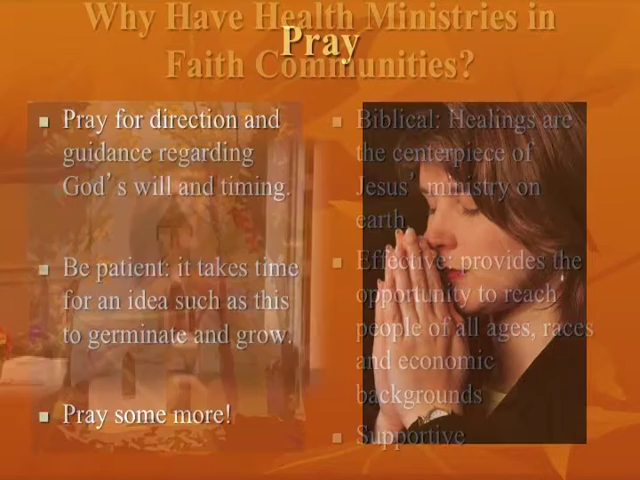 Why Have Health Ministries in
Pray
Faith Communities?
Pray for direction and
guidance regarding
God's will and timing.
Be patient: it takes time
for an idea such as this
to germinate and grow.
Pray some more!
Biblical: Healings are
the centerpiece of
Jesus' ministry on
earth.
Effective: provides the
opportunity to reach
people of all ages, races
and economic
backgrounds
Supportive